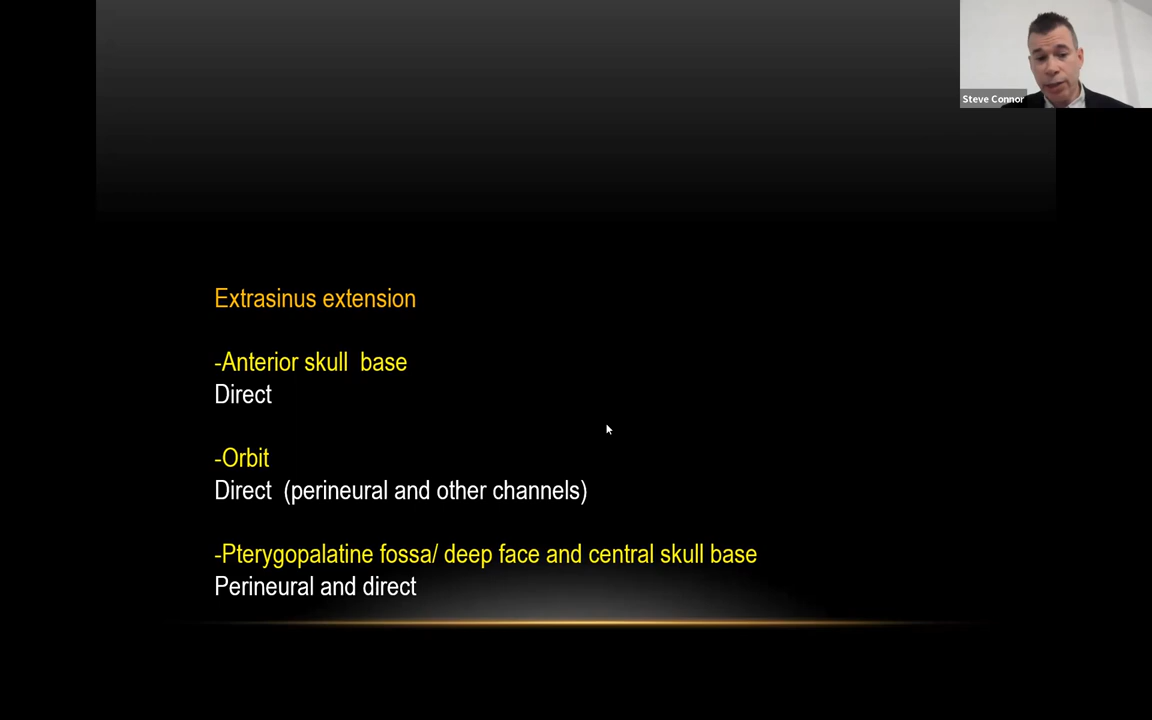 Steve Connor
Extrasinus extension
-Anterior skull  base
Direct
-Orbit
Direct  (perineural and other channels)
-Pterygopalatine fossa/ deep face and central skull base
Perineural and direct